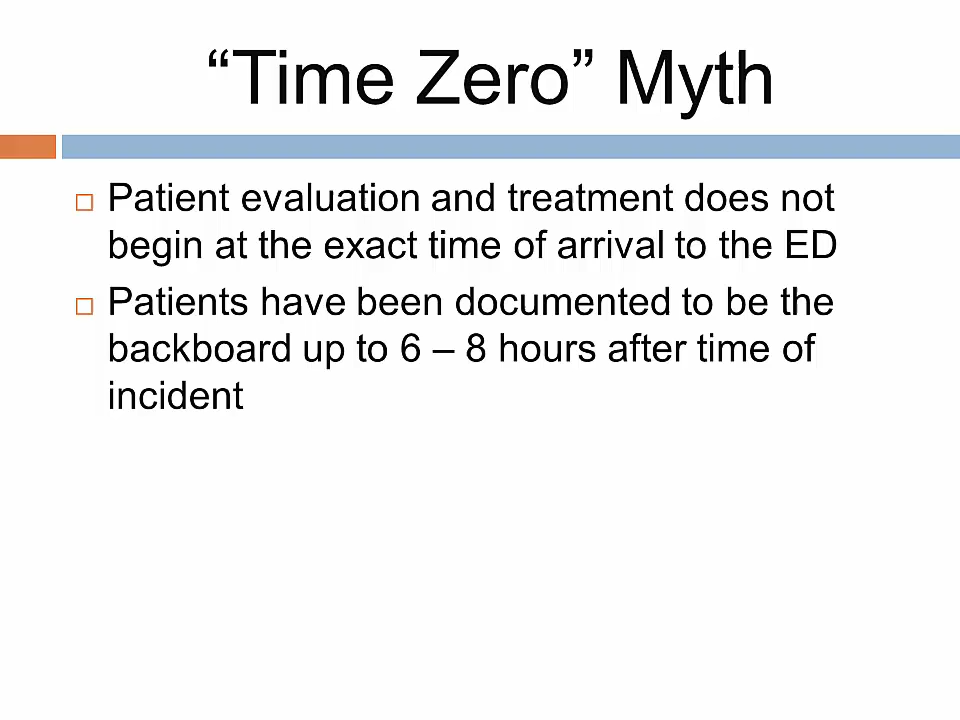 “Time Zero” Myth
Patient evaluation and treatment does not
begin at the exact time of arrival to the ED
Patients have been documented to be the
backboard up to 6 – 8 hours after time of
incident